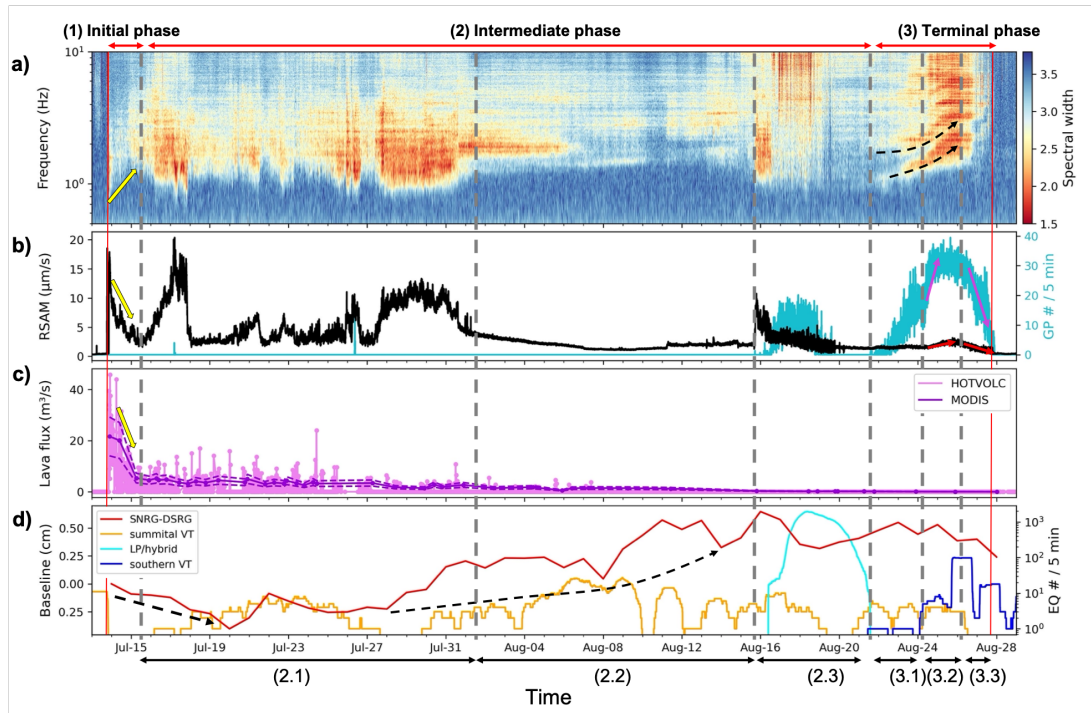 (1) Initial phase
(2) Intermediate phase
(3) Terminal phase
a)
Frequency (Hz)
10¹
10⁰
3.5
3.0
2.5
2.0
1.5
Spectral width
b)
RSAM (μm/s)
20
15
10
5
0
40
30
20
10
0
GP # / 5 min
c)
Lava flux (m³/s)
40
20
0
HOTVOLC
MODIS
d)
Baseline (cm)
0.50
0.25
0.00
0.25
SNRG-DSRG
summital VT
LP/hybrid
southern VT
10³
10²
10¹
10⁰
EQ # / 5 min
Jul-15
Jul-19
Jul-23
Jul-27
Jul-31
Aug-04
Aug-08
Aug-12
Aug-16
Aug-20
Aug-24
Aug-28
(2.1)
(2.2)
(2.3)
(3.1)
(3.2)
(3.3)
Time